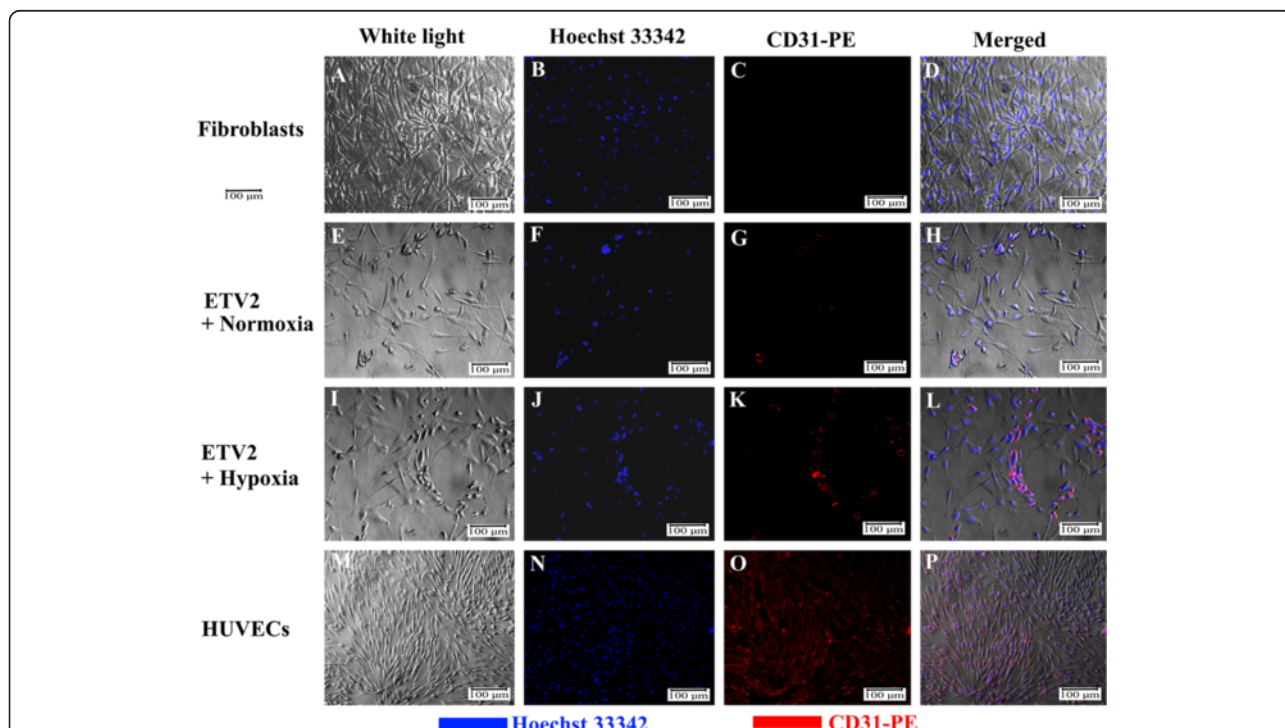 White light Hoechst 33342 CD31-PE Merged
A B C D
Fibroblasts
100 µm 100 µm 100 µm 100 µm 100 µm
E F G H
ETV2
+ Normoxia
100 µm 100 µm 100 µm 100 µm
I J K L
ETV2
+ Hypoxia
100 µm 100 µm 100 µm 100 µm
M N O P
HUVECs
100 µm 100 µm 100 µm 100 µm
Hoechst 33342 CD31-PE